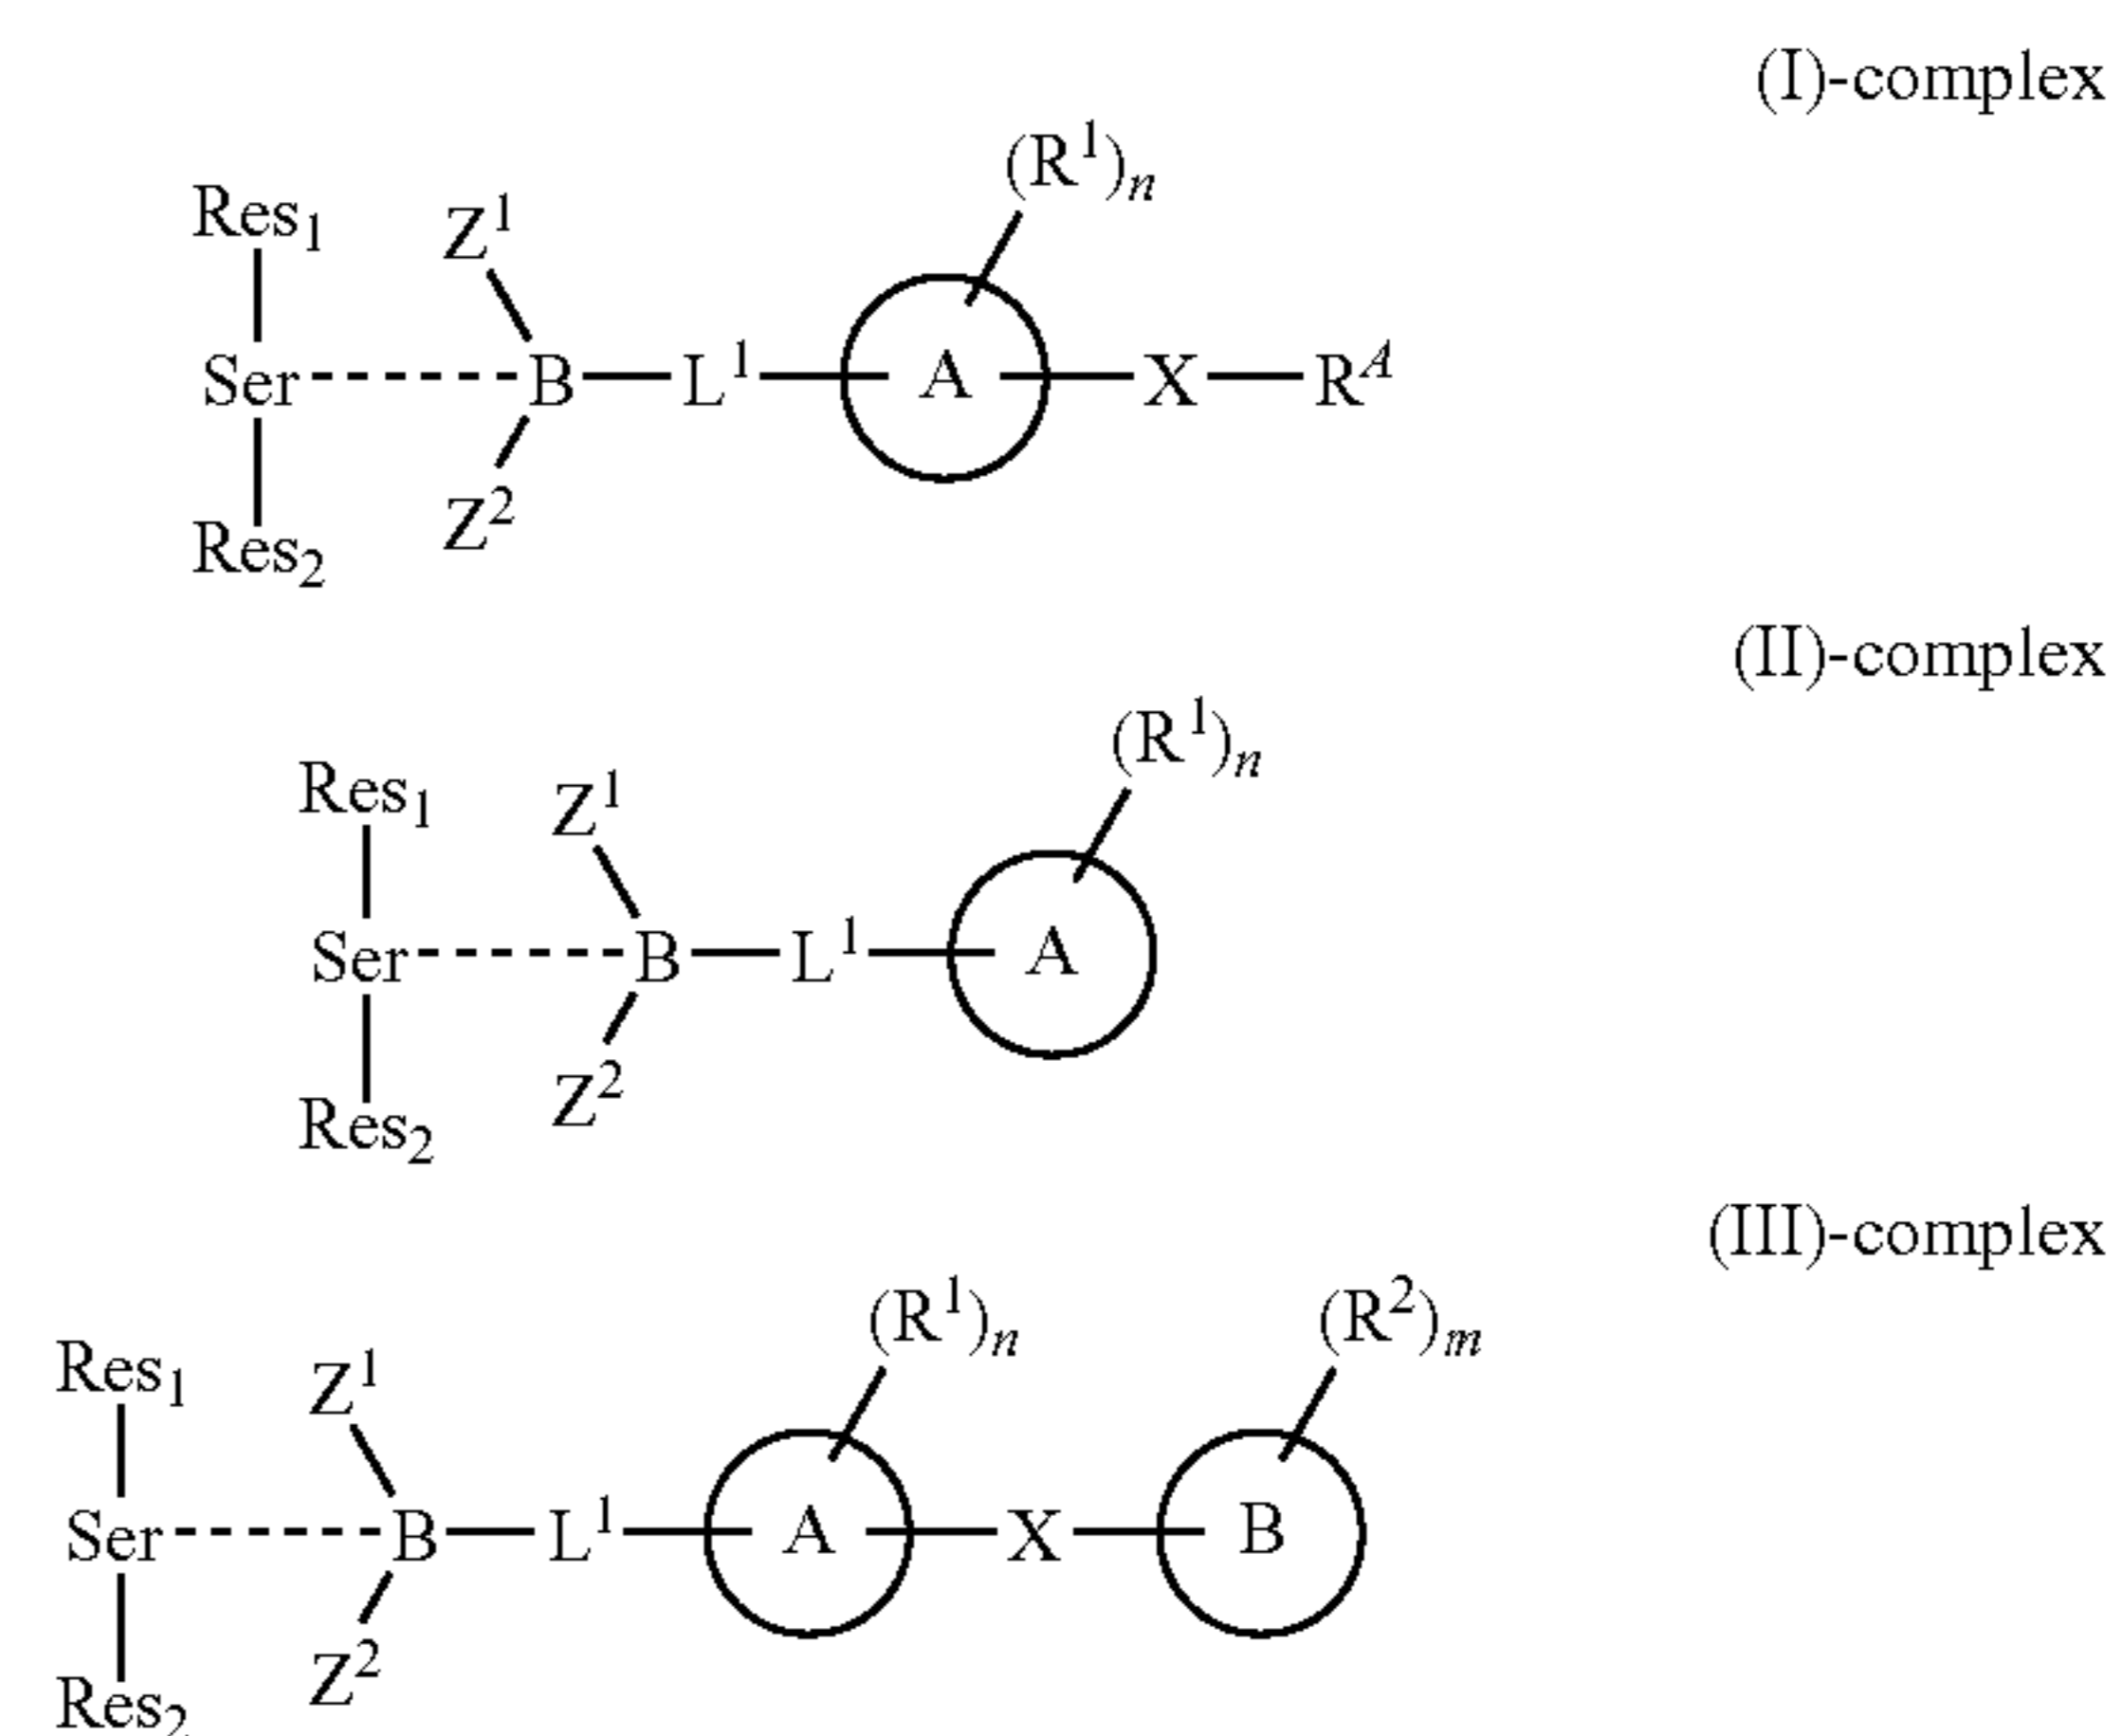 (I)-complex
(R¹)ₙ
Res₁
Z¹
Ser B L¹ A X Rᴬ
Z²
Res₂
(II)-complex
(R¹)ₙ
Res₁
Z¹
Ser B L¹ A
Z²
Res₂
(III)-complex
(R¹)ₙ (R²)ₘ
Res₁
Z¹
Ser B L¹ A X B
Z²
Res₂